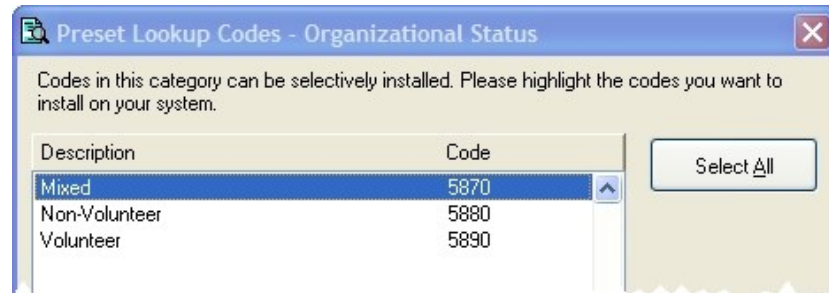 Preset Lookup Codes - Organizational Status
Codes in this category can be selectively installed. Please highlight the codes you want to
install on your system.
Description Code
Select All
Mixed 5870
Non-Volunteer 5880
Volunteer 5890